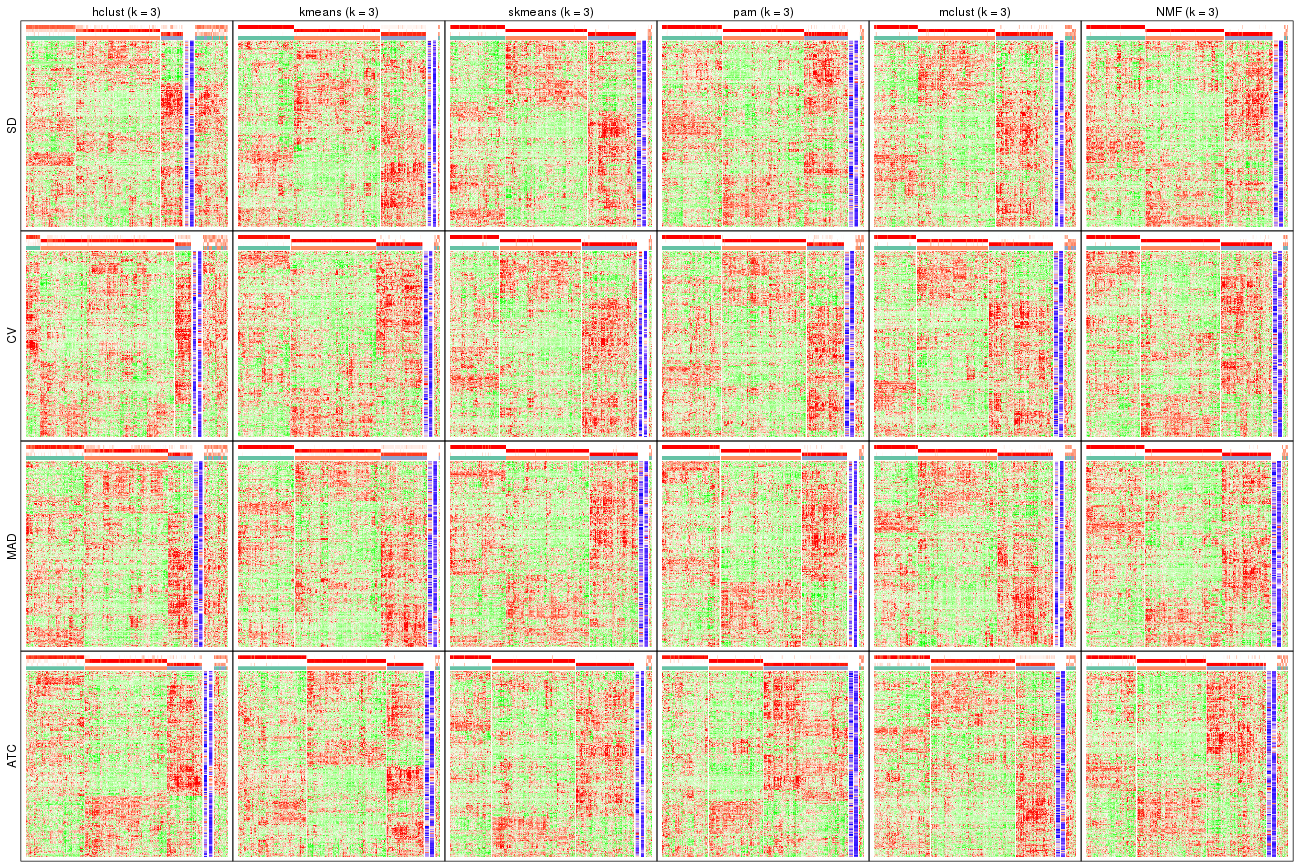 hclust (k = 3) kmeans (k = 3) skmeans (k = 3) pam (k = 3) mclust (k = 3) NMF (k = 3)
SD
CV
MAD
ATC